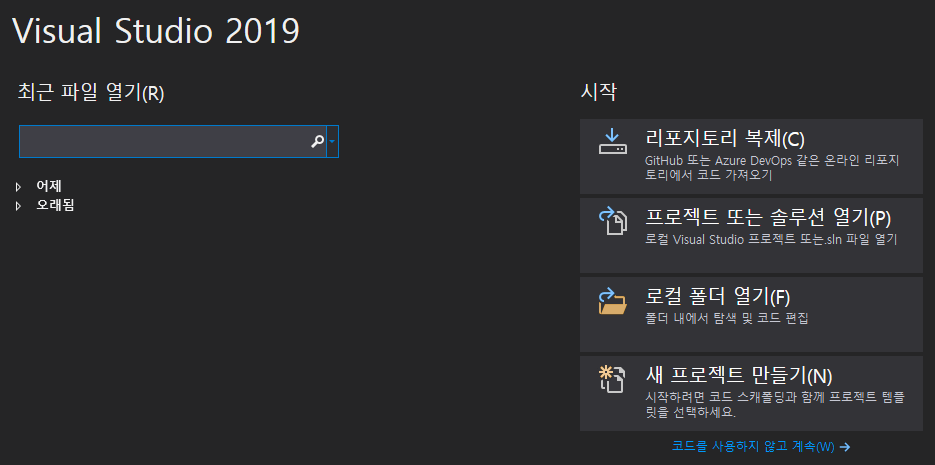 Visual Studio 2019
최근 파일 열기(R)
어제
오래됨
시작
리포지토리 복제(C)
GitHub 또는 Azure DevOps 같은 온라인 리포지
토리에서 코드 가져오기
프로젝트 또는 솔루션 열기(P)
로컬 Visual Studio 프로젝트 또는.sln 파일 열기
로컬 폴더 열기(F)
폴더 내에서 탐색 및 코드 편집
새 프로젝트 만들기(N)
시작하려면 코드 스캐폴딩과 함께 프로젝트 템플
릿을 선택하세요.
코드를 사용하지 않고 계속(W) →